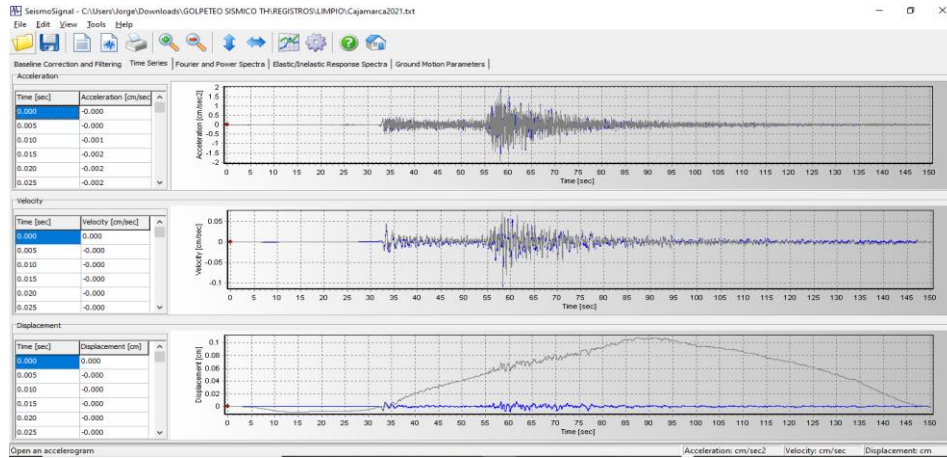 SeismoSignal - C:\Users\Jorge\Downloads\GOLPETEO SISMICO TH\REGISTROS\LIMPIO\Cajamarca2021.txt
File Edit View Tools Help
Baseline Correction and Filtering Time Series Fourier and Power Spectra Elastic/Inelastic Response Spectra Ground Motion Parameters
Acceleration
Time [sec] Acceleration [cm/sec
0.000 -0.000
0.005 -0.000
0.010 -0.001
0.015 -0.002
0.020 -0.002
0.025 -0.002
Acceleration [cm/sec2]
2
1.5
1
0.5
0
-0.5
-1
-1.5
-2
0 5 10 15 20 25 30 35 40 45 50 55 60 65 70 75 80 85 90 95 100 105 110 115 120 125 130 135 140 145 150
Time [sec]
Velocity
Time [sec] Velocity [cm/sec]
0.000 0.000
0.005 -0.000
0.010 -0.000
0.015 -0.000
0.020 -0.000
0.025 -0.000
Velocity [cm/sec]
0.05
0
-0.05
-0.1
0 5 10 15 20 25 30 35 40 45 50 55 60 65 70 75 80 85 90 95 100 105 110 115 120 125 130 135 140 145 150
Time [sec]
Displacement
Time [sec] Displacement [cm]
0.000 0.000
0.005 -0.000
0.010 -0.000
0.015 -0.000
0.020 -0.000
0.025 -0.000
Displacement [cm]
0.1
0.08
0.06
0.04
0.02
0
0 5 10 15 20 25 30 35 40 45 50 55 60 65 70 75 80 85 90 95 100 105 110 115 120 125 130 135 140 145 150
Time [sec]
Open an accelerogram Acceleration: cm/sec2 Velocity: cm/sec Displacement: cm